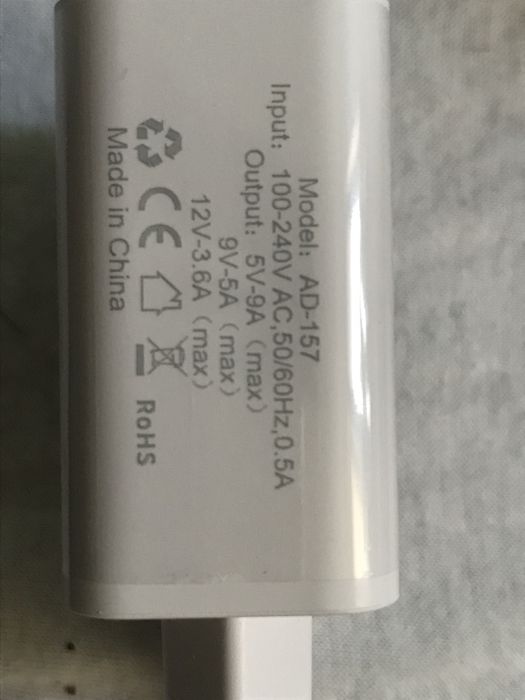 Model: AD-157
Input: 100-240V AC,50/60Hz,0.5A
Output: 5V-9A (max)
9V-5A (max)
12V-3.6A (max)
CE RoHS
Made in China